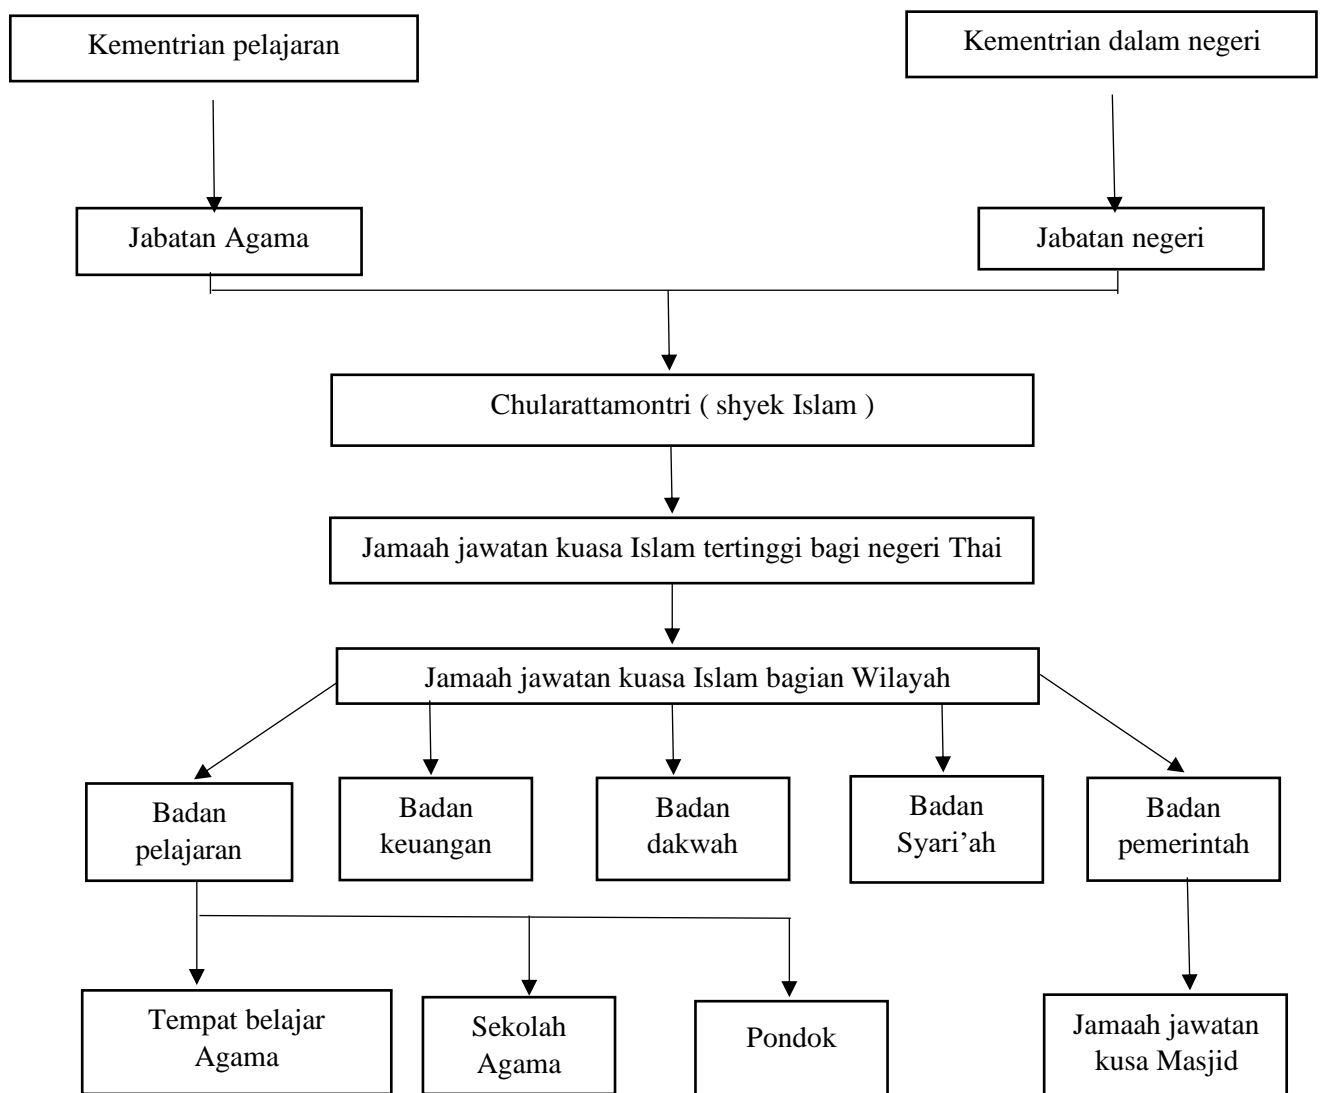 Kementrian pelajaran
Kementrian dalam negeri
Jabatan Agama
Jabatan negeri
Chularattamontri ( shyek Islam )
Jamaah jawatan kuasa Islam tertinggi bagi negeri Thai
Jamaah jawatan kuasa Islam bagian Wilayah
Badan
pelajaran
Badan
keuangan
Badan
dakwah
Badan
Syari’ah
Badan
pemerintah
Tempat belajar
Agama
Sekolah
Agama
Pondok
Jamaah jawatan
kusa Masjid